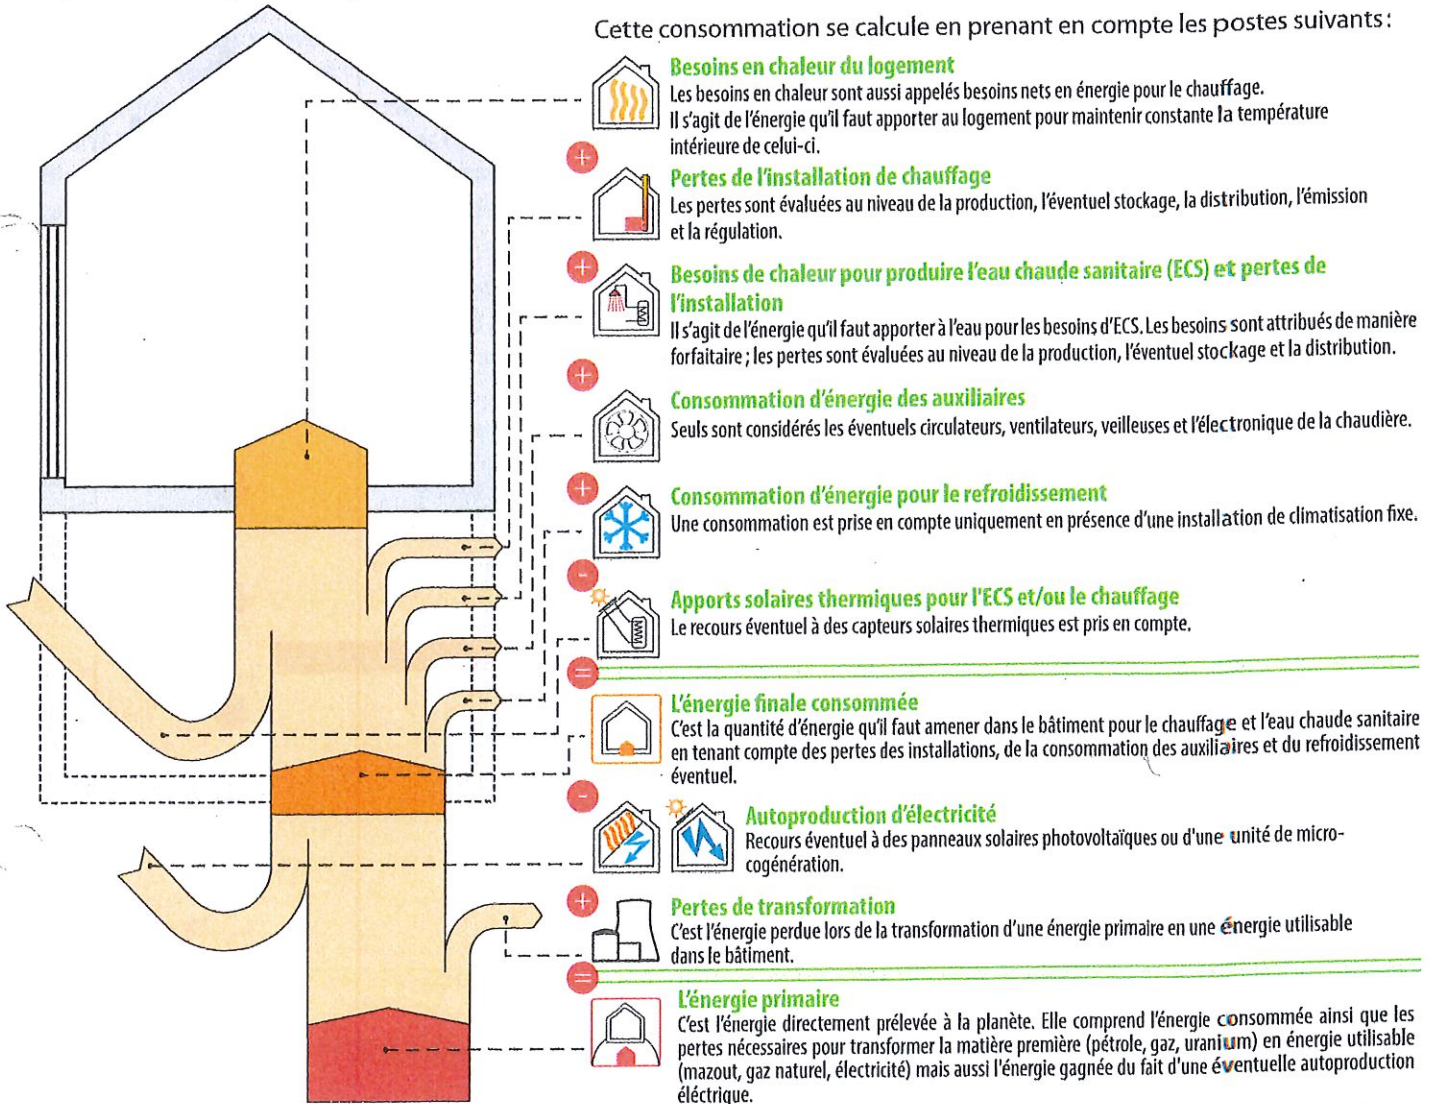 Cette consommation se calcule en prenant en compte les postes suivants:
Besoins en chaleur du logement
Les besoins en chaleur sont aussi appelés besoins nets en énergie pour le chauffage.
Il s'agit de l'énergie qu'il faut apporter au logement pour maintenir constante la température
intérieure de celui-ci.
+
Pertes de l'installation de chauffage
Les pertes sont évaluées au niveau de la production, l'éventuel stockage, la distribution, l'émission
et la régulation.
+
Besoins de chaleur pour produire l'eau chaude sanitaire (ECS) et pertes de
l'installation
Il s'agit de l'énergie qu'il faut apporter à l'eau pour les besoins d'ECS. Les besoins sont attribués de manière
forfaitaire ; les pertes sont évaluées au niveau de la production, l'éventuel stockage et la distribution.
+
Consommation d'énergie des auxiliaires
Seuls sont considérés les éventuels circulateurs, ventilateurs, veilleuses et l'électronique de la chaudière.
+
Consommation d'énergie pour le refroidissement
Une consommation est prise en compte uniquement en présence d'une installation de climatisation fixe.
-
Apports solaires thermiques pour l'ECS et/ou le chauffage
Le recours éventuel à des capteurs solaires thermiques est pris en compte.
=
L'énergie finale consommée
C'est la quantité d'énergie qu'il faut amener dans le bâtiment pour le chauffage et l'eau chaude sanitaire
en tenant compte des pertes des installations, de la consommation des auxiliaires et du refroidissement
éventuel.
-
Autoproduction d'électricité
Recours éventuel à des panneaux solaires photovoltaïques ou d'une unité de micro-
cogénération.
+
Pertes de transformation
C'est l'énergie perdue lors de la transformation d'une énergie primaire en une énergie utilisable
dans le bâtiment.
=
L'énergie primaire
C'est l'énergie directement prélevée à la planète. Elle comprend l'énergie consommée ainsi que les
pertes nécessaires pour transformer la matière première (pétrole, gaz, uranium) en énergie utilisable
(mazout, gaz naturel, électricité) mais aussi l'énergie gagnée du fait d'une éventuelle autoproduction
éléctrique.